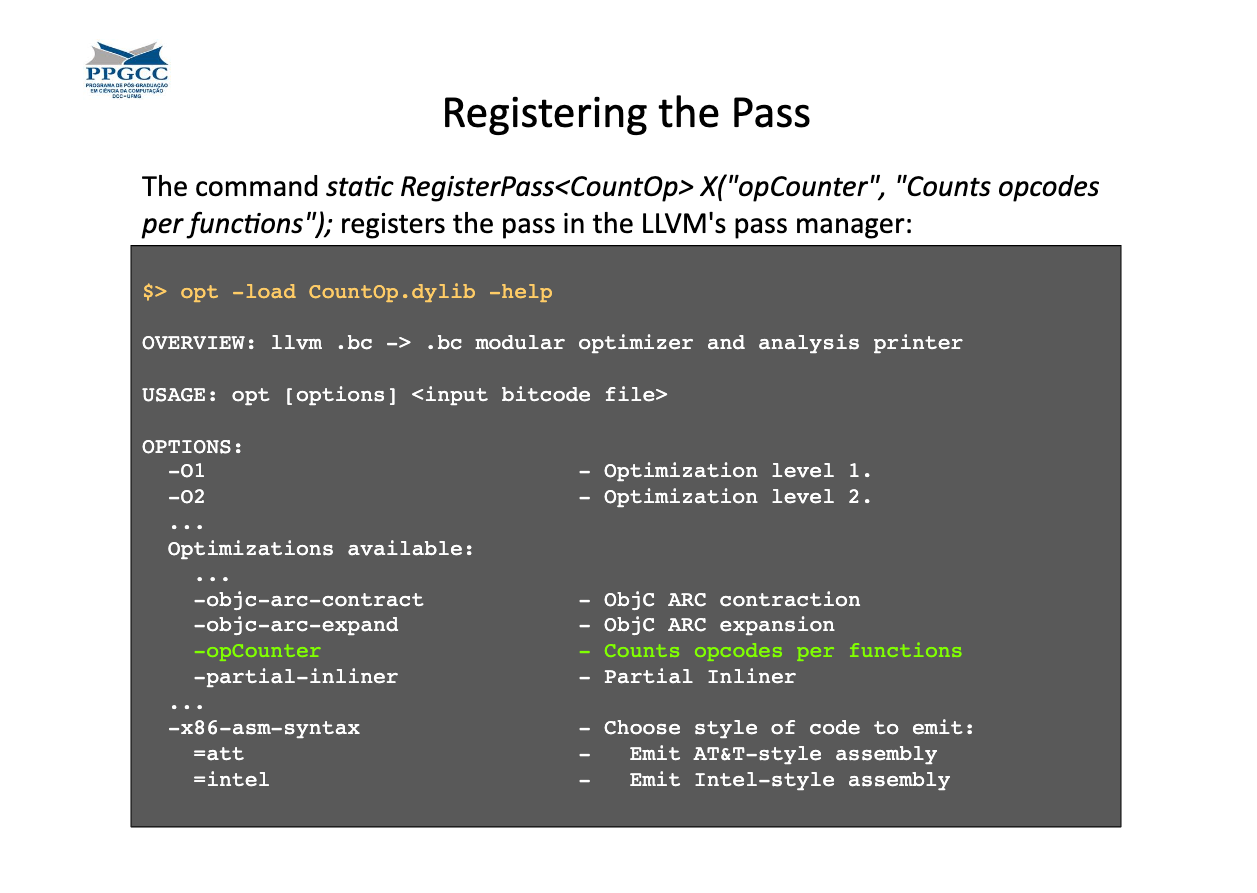 PPGCC
PROGRAMA DE PÓS-GRADUAÇÃO
EM CIÊNCIA DA COMPUTAÇÃO
DCC • UFMG
Registering the Pass
The command static RegisterPass<CountOp> X("opCounter", "Counts opcodes
per functions"); registers the pass in the LLVM's pass manager:
$> opt -load CountOp.dylib -help
OVERVIEW: llvm .bc -> .bc modular optimizer and analysis printer
USAGE: opt [options] <input bitcode file>
OPTIONS:
-O1 - Optimization level 1.
-O2 - Optimization level 2.
...
Optimizations available:
...
-objc-arc-contract - ObjC ARC contraction
-objc-arc-expand - ObjC ARC expansion
-opCounter - Counts opcodes per functions
-partial-inliner - Partial Inliner
...
-x86-asm-syntax - Choose style of code to emit:
=att - Emit AT&T-style assembly
=intel - Emit Intel-style assembly